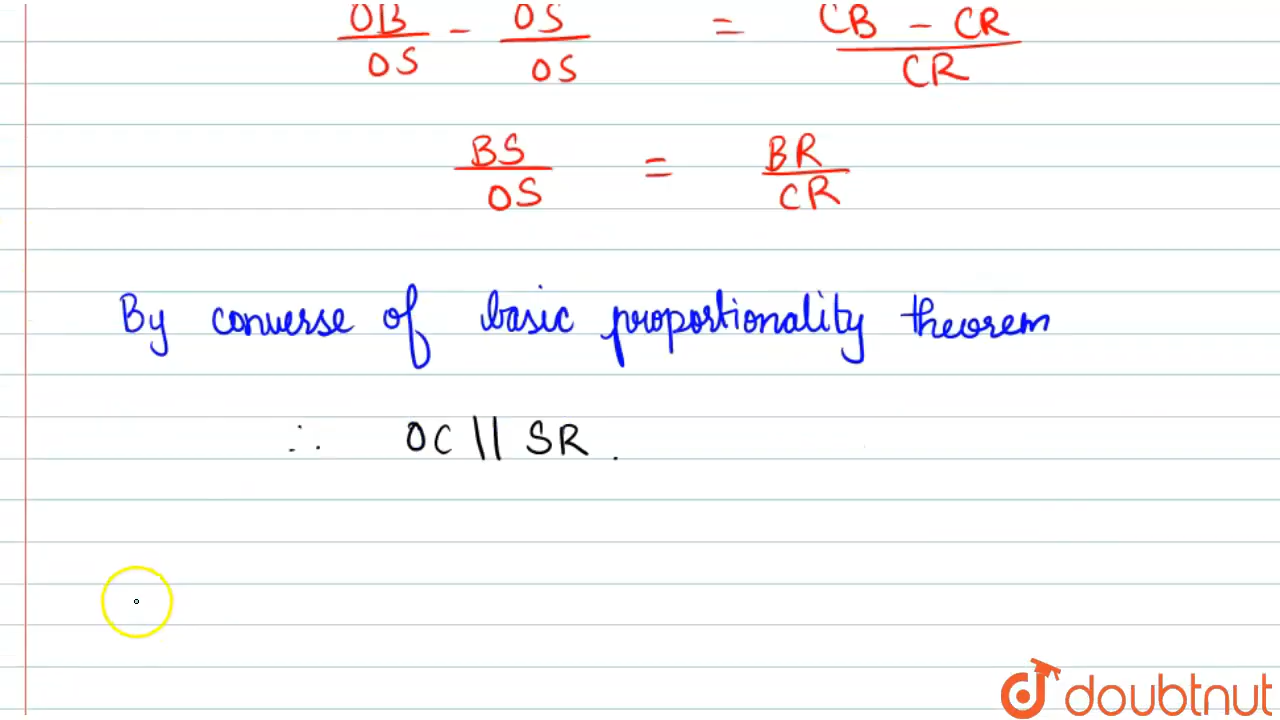 OB/OS - OS/OS = CB - CR/CR
BS/OS = BR/CR
By converse of basic proportionality theorem
∴ OC || SR.
doubtnut